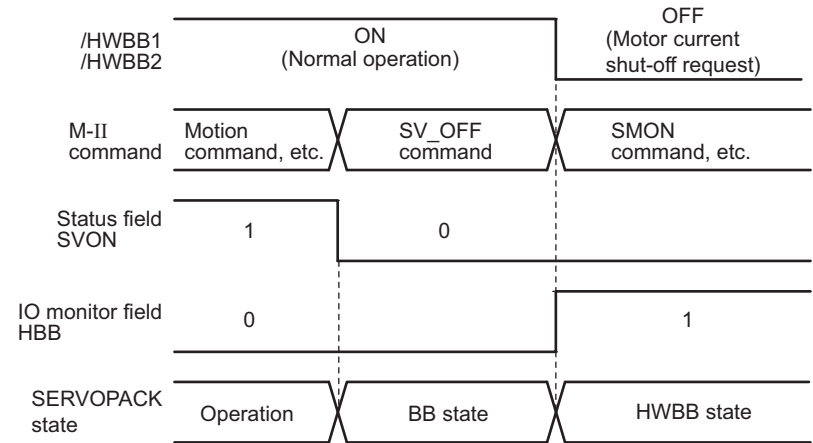 /HWBB1
/HWBB2
ON
(Normal operation)
OFF
(Motor current
shut-off request)
M-II
command
Motion
command, etc.
SV_OFF
command
SMON
command, etc.
Status field
SVON
1
0
IO monitor field
HBB
0
1
SERVOPACK
state
Operation
BB state
HWBB state